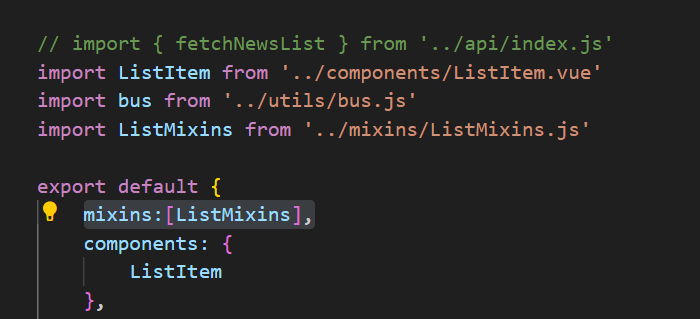 // import { fetchNewsList } from '../api/index.js'
import ListItem from '../components/ListItem.vue'
import bus from '../utils/bus.js'
import ListMixins from '../mixins/ListMixins.js'
export default {
mixins:[ListMixins],
components: {
ListItem
},